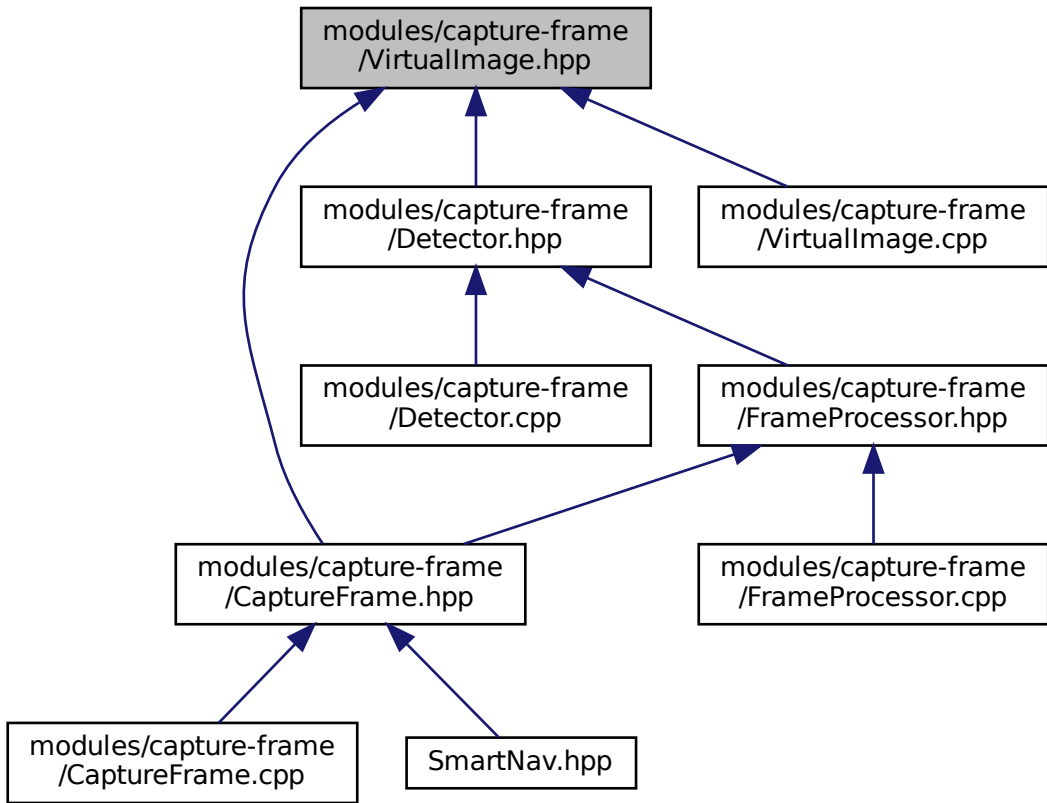 modules/capture-frame
/VirtualImage.hpp
modules/capture-frame
/Detector.hpp
modules/capture-frame
/VirtualImage.cpp
modules/capture-frame
/Detector.cpp
modules/capture-frame
/FrameProcessor.hpp
modules/capture-frame
/CaptureFrame.hpp
modules/capture-frame
/FrameProcessor.cpp
modules/capture-frame
/CaptureFrame.cpp
SmartNav.hpp